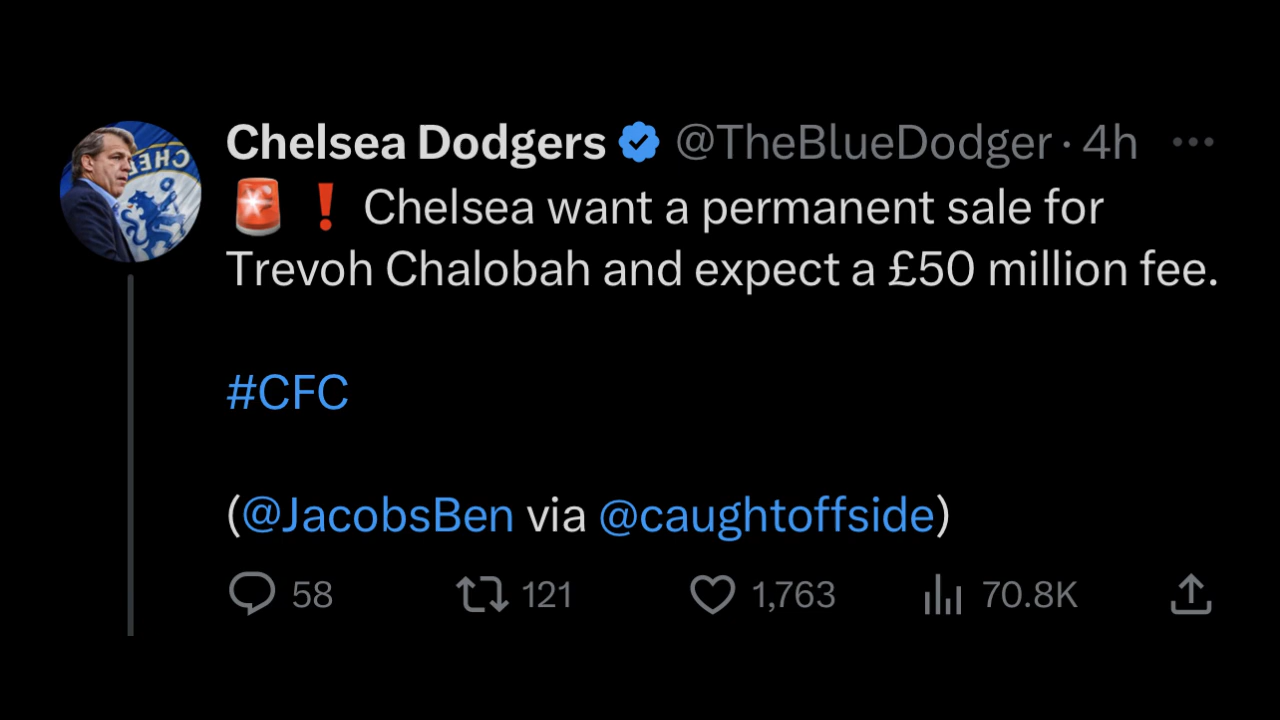 Chelsea Dodgers @TheBlueDodger · 4h
🚨❗ Chelsea want a permanent sale for
Trevoh Chalobah and expect a £50 million fee.
#CFC
(@JacobsBen via @caughtoffside)
58 121 1,763 70.8K